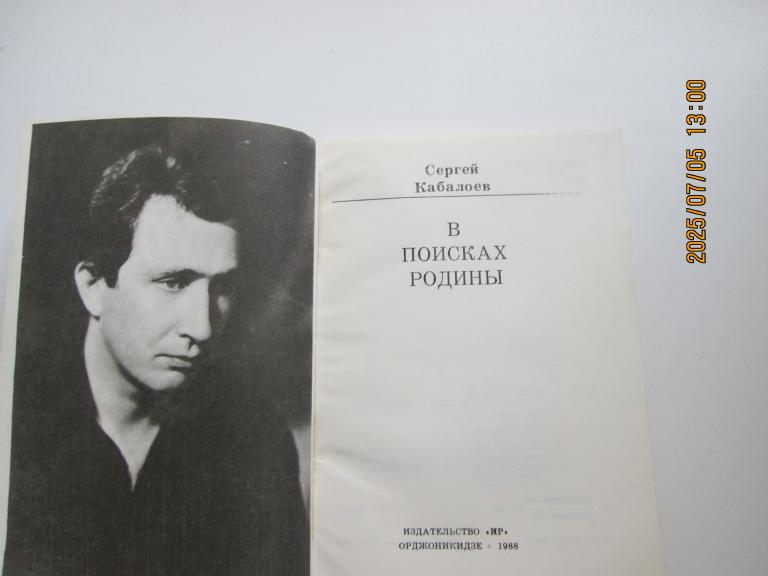 Сергей
Кабалоев
В
ПОИСКАХ
РОДИНЫ
ИЗДАТЕЛЬСТВО «ИР»
ОРДЖОНИКИДЗЕ • 1988
2025/07/05 13:00